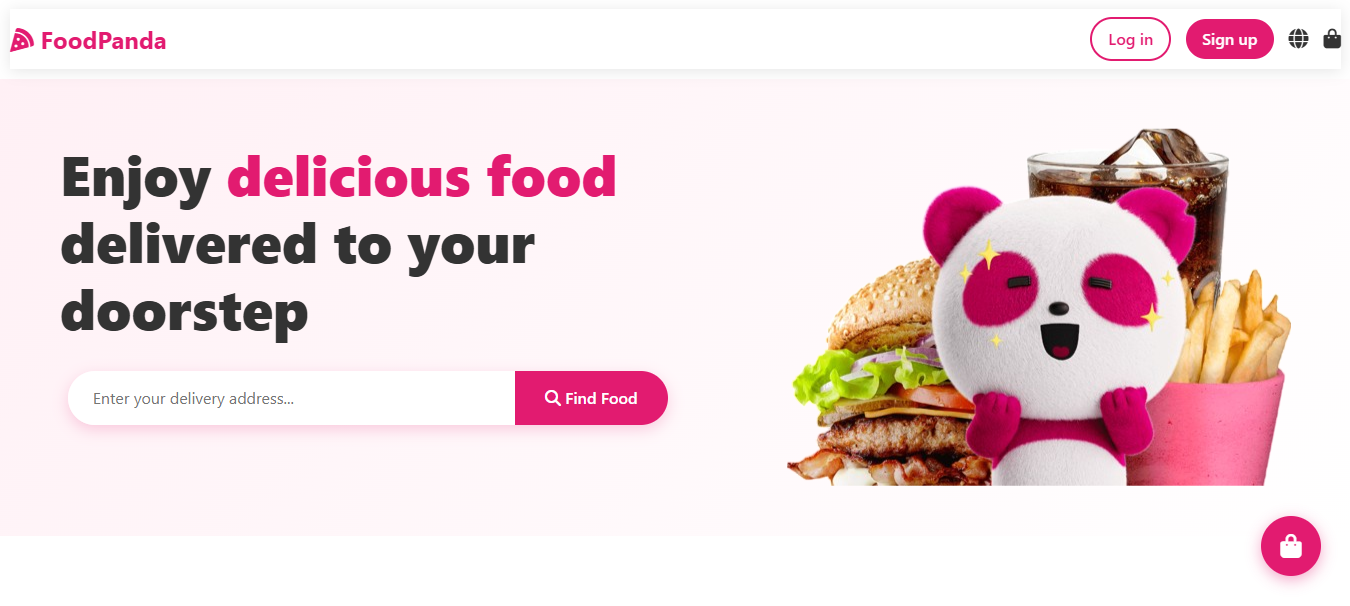 FoodPanda
Log in
Sign up
Enjoy delicious food
delivered to your
doorstep
Enter your delivery address...
Find Food